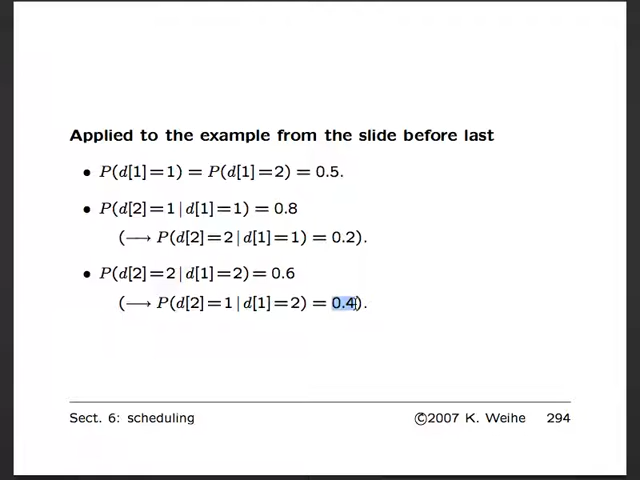 Applied to the example from the slide before last
• P(d[1]=1) = P(d[1]=2) = 0.5.
• P(d[2]=1|d[1]=1) = 0.8
(⟶ P(d[2]=2|d[1]=1) = 0.2).
• P(d[2]=2|d[1]=2) = 0.6
(⟶ P(d[2]=1|d[1]=2) = 0.4).
Sect. 6: scheduling ©2007 K. Weihe 294